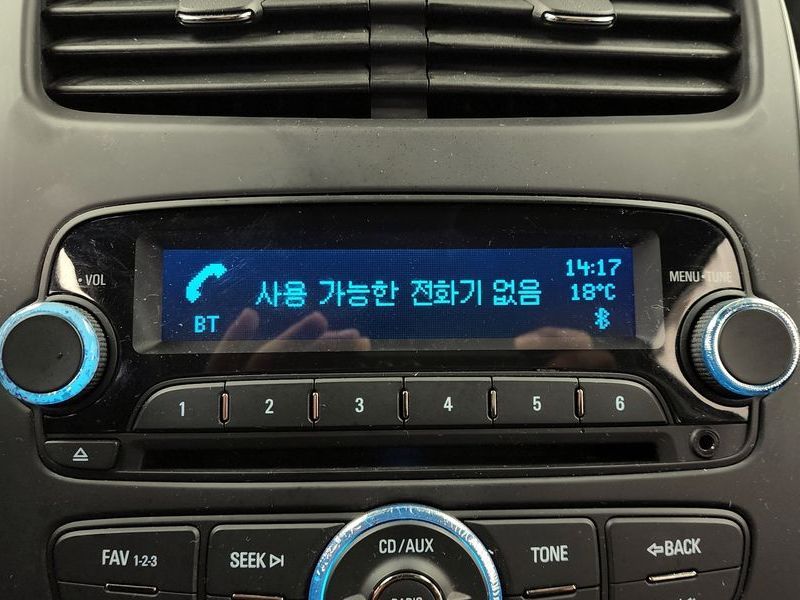 14:17
사용 가능한 전화기 없음
18°C
BT
VOL
MENU•TUNE
1 2 3 4 5 6
FAV 1-2-3
SEEK
CD/AUX
TONE
BACK